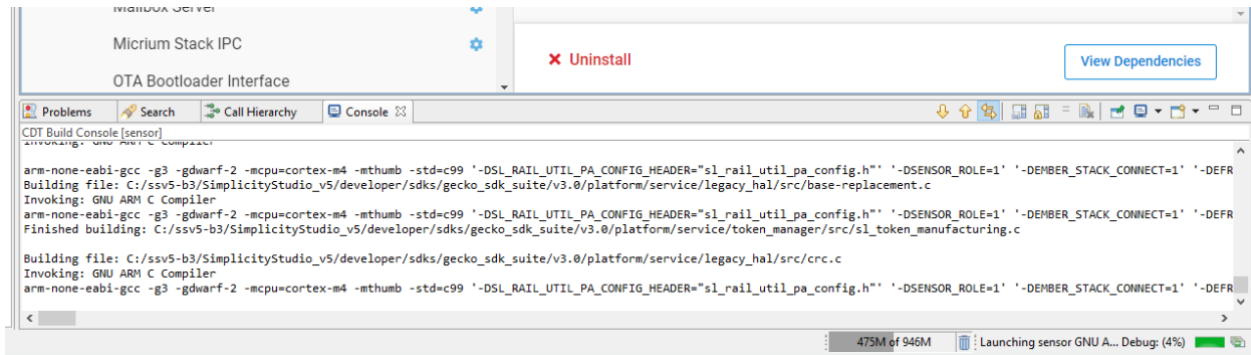 Mailbox Server
Micrium Stack IPC
OTA Bootloader Interface
Uninstall
View Dependencies
Problems Search Call Hierarchy Console
CDT Build Console [sensor]
Invoking: GNU ARM C Compiler
arm-none-eabi-gcc -g3 -gdwarf-2 -mcpu=cortex-m4 -mthumb -std=c99 '-DSL_RAIL_UTIL_PA_CONFIG_HEADER="sl_rail_util_pa_config.h"' '-DSENSOR_ROLE=1' '-DEMBER_STACK_CONNECT=1' '-DEFR
Building file: C:/ssv5-b3/SimplicityStudio_v5/developer/sdks/gecko_sdk_suite/v3.0/platform/service/legacy_hal/src/base-replacement.c
Invoking: GNU ARM C Compiler
arm-none-eabi-gcc -g3 -gdwarf-2 -mcpu=cortex-m4 -mthumb -std=c99 '-DSL_RAIL_UTIL_PA_CONFIG_HEADER="sl_rail_util_pa_config.h"' '-DSENSOR_ROLE=1' '-DEMBER_STACK_CONNECT=1' '-DEFR
Finished building: C:/ssv5-b3/SimplicityStudio_v5/developer/sdks/gecko_sdk_suite/v3.0/platform/service/token_manager/src/sl_token_manufacturing.c
Building file: C:/ssv5-b3/SimplicityStudio_v5/developer/sdks/gecko_sdk_suite/v3.0/platform/service/legacy_hal/src/crc.c
Invoking: GNU ARM C Compiler
arm-none-eabi-gcc -g3 -gdwarf-2 -mcpu=cortex-m4 -mthumb -std=c99 '-DSL_RAIL_UTIL_PA_CONFIG_HEADER="sl_rail_util_pa_config.h"' '-DSENSOR_ROLE=1' '-DEMBER_STACK_CONNECT=1' '-DEFR
475M of 946M Launching sensor GNU A... Debug: (4%)